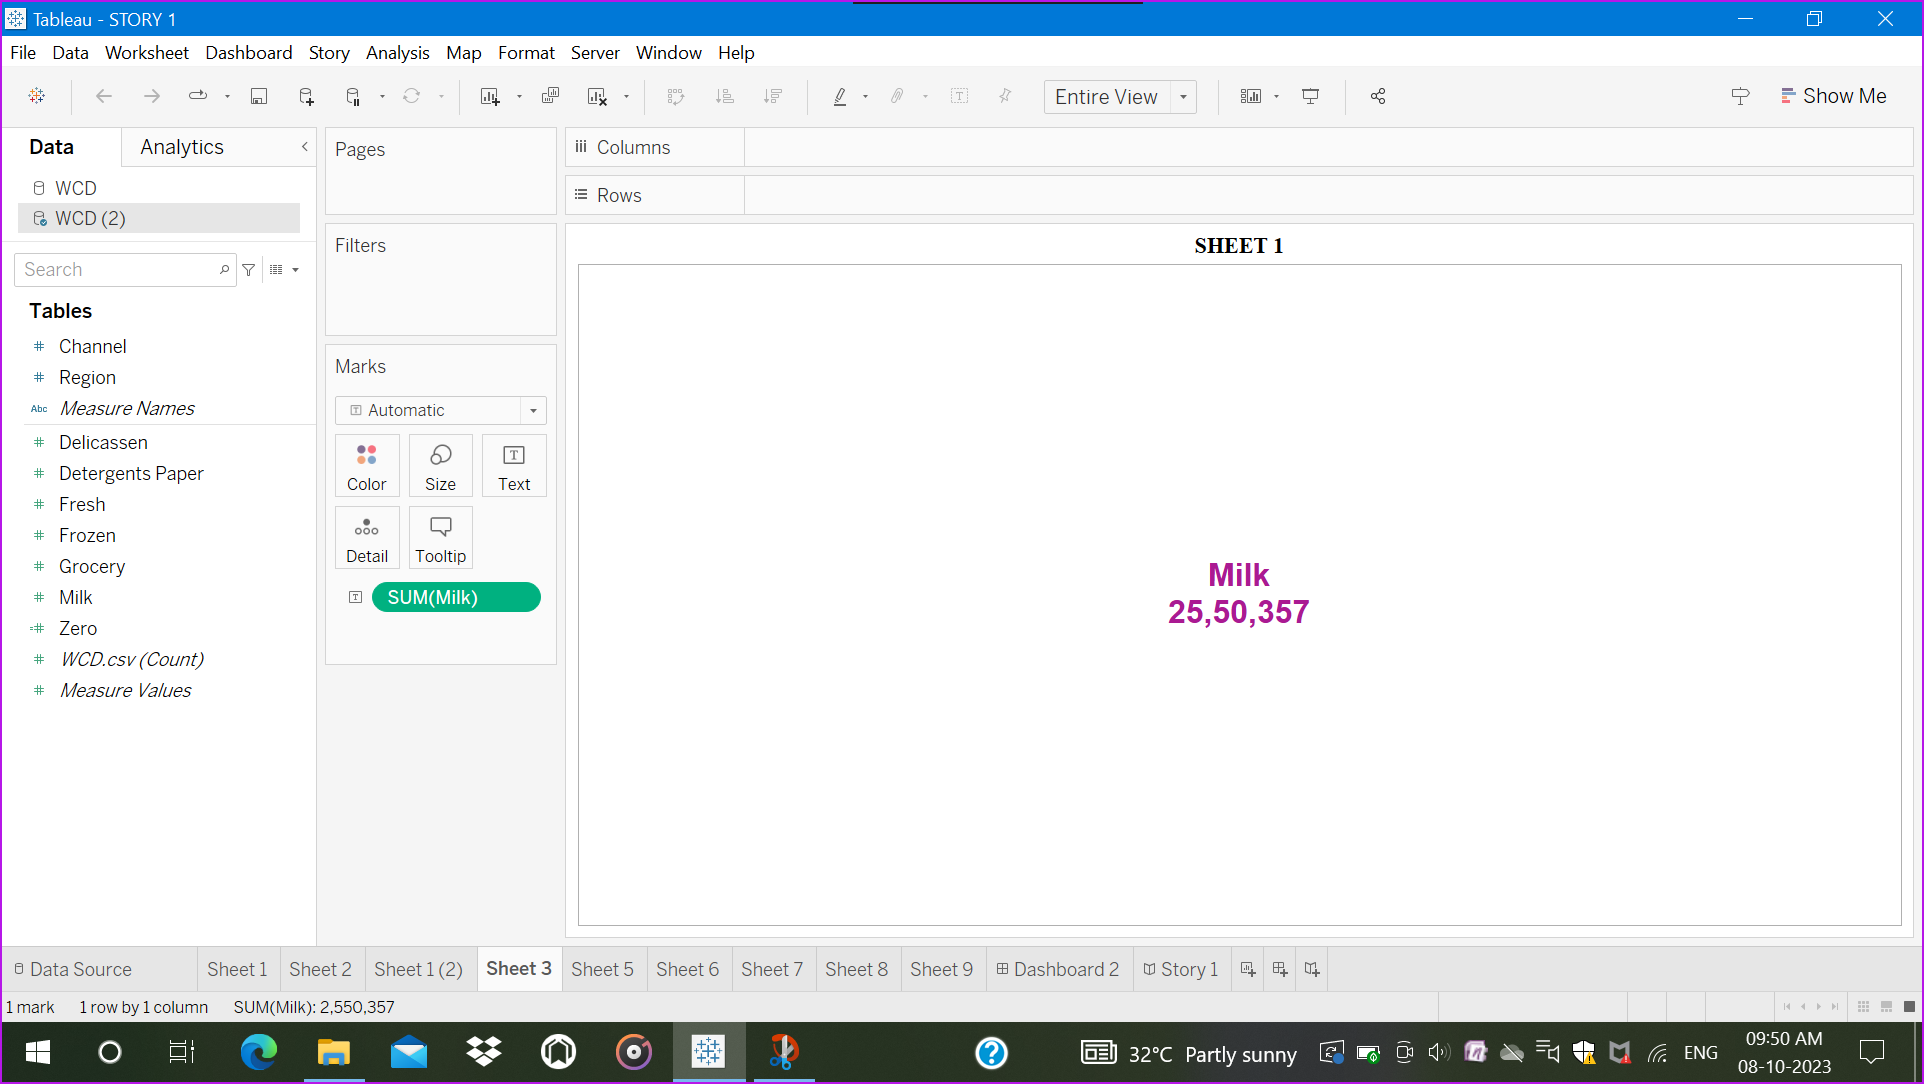 Tableau - STORY 1
File Data Worksheet Dashboard Story Analysis Map Format Server Window Help
Entire View
Show Me
Data Analytics
WCD
WCD (2)
Search
Tables
Channel
Region
Abc Measure Names
Delicassen
Detergents Paper
Fresh
Frozen
Grocery
Milk
Zero
WCD.csv (Count)
Measure Values
Pages
Filters
Marks
Automatic
Color Size Text
Detail Tooltip
SUM(Milk)
Columns
Rows
SHEET 1
Milk
25,50,357
Data Source Sheet 1 Sheet 2 Sheet 1 (2) Sheet 3 Sheet 5 Sheet 6 Sheet 7 Sheet 8 Sheet 9 Dashboard 2 Story 1
1 mark 1 row by 1 column SUM(Milk): 2,550,357
32°C Partly sunny
ENG
09:50 AM
08-10-2023